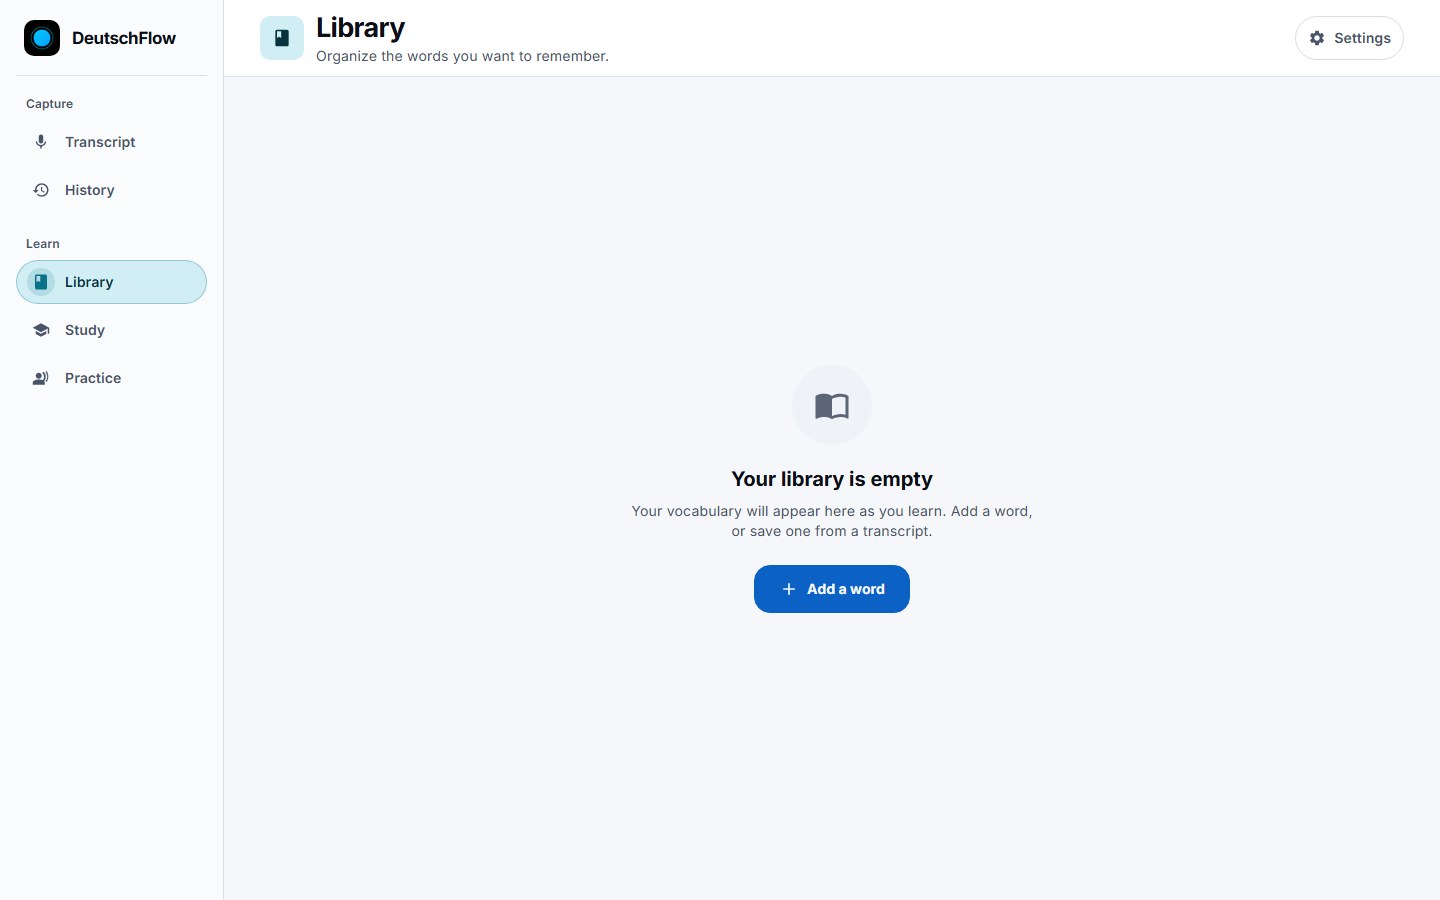 DeutschFlow
Capture
Transcript
History
Learn
Library
Study
Practice
Library
Organize the words you want to remember.
Settings
Your library is empty
Your vocabulary will appear here as you learn. Add a word,
or save one from a transcript.
Add a word